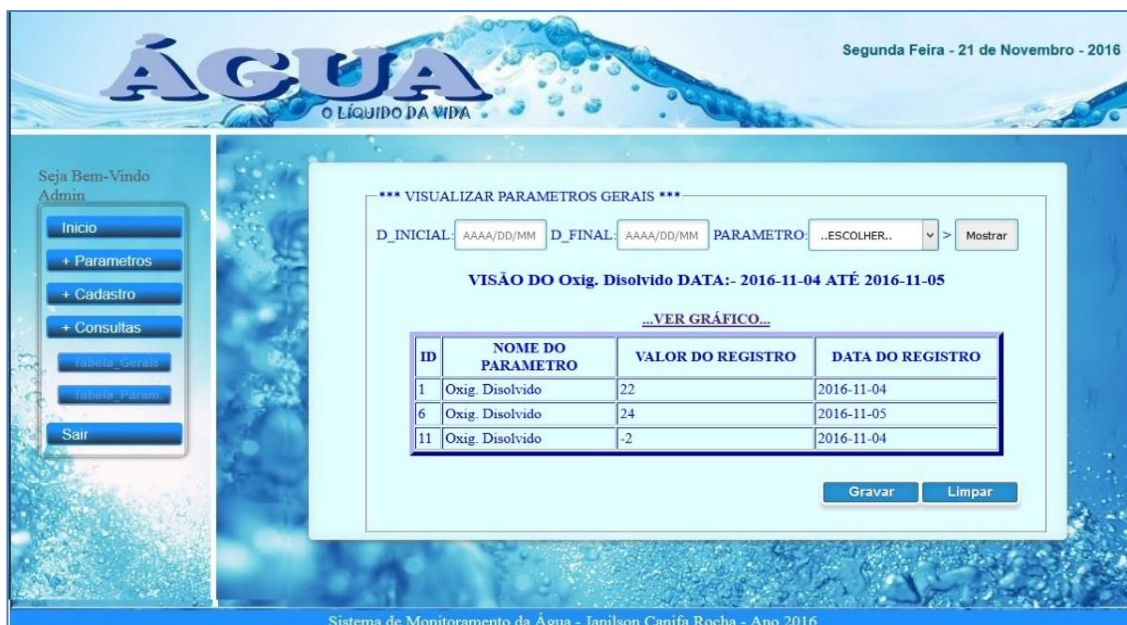 ÁGUA
O LÍQUIDO DA VIDA
Segunda Feira - 21 de Novembro - 2016
Seja Bem-Vindo
Admin
Inicio
+ Parametros
+ Cadastro
+ Consultas
Tabela_Gerais
Tabela_Param.
Sair
*** VISUALIZAR PARAMETROS GERAIS ***
D_INICIAL: AAAA/DD/MM D_FINAL: AAAA/DD/MM PARAMETRO: ..ESCOLHER.. > Mostrar
VISÃO DO Oxig. Disolvido DATA:- 2016-11-04 ATÉ 2016-11-05
...VER GRÁFICO...
ID NOME DO PARAMETRO VALOR DO REGISTRO DATA DO REGISTRO
1 Oxig. Disolvido 22 2016-11-04
6 Oxig. Disolvido 24 2016-11-05
11 Oxig. Disolvido -2 2016-11-04
Gravar Limpar
Sistema de Monitoramento da Água - Janilson Canifa Rocha - Ano 2016